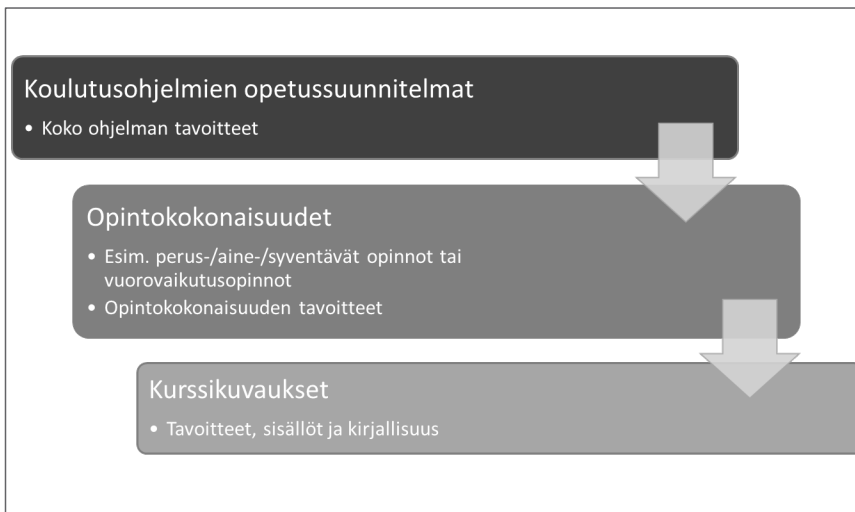 Koulutusohjelmien opetussuunnitelmat
• Koko ohjelman tavoitteet
Opintokokonaisuudet
• Esim. perus-/aine-/syventävät opinnot tai
vuorovaikutusopinnot
• Opintokokonaisuuden tavoitteet
Kurssikuvaukset
• Tavoitteet, sisällöt ja kirjallisuus